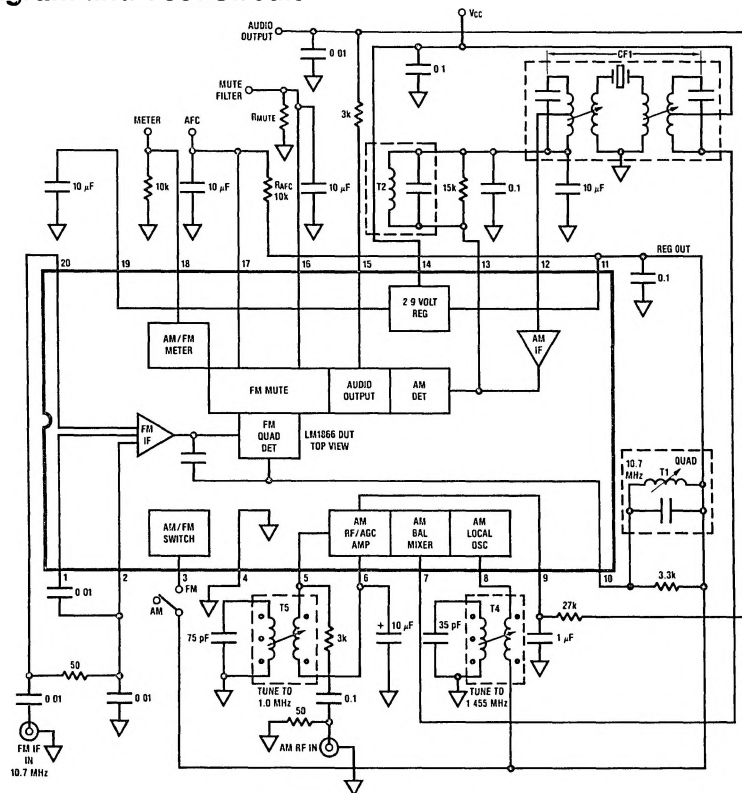 AUDIO OUTPUT
0 01
VCC
0 1
CF1
MUTE FILTER
RMUTE
3k
METER
AFC
10 μF
10k
10 μF
RAFC 10k
10 μF
T2
15k
0.1
10 μF
20
19
18
17
16
15
14
13
12
11
REG OUT
0.1
2 9 VOLT REG
AM/FM METER
AM IF
FM MUTE
AUDIO OUTPUT
AM DET
FM IF
FM QUAD DET
LM1866 DUT TOP VIEW
10.7 MHz
T1
QUAD
AM/FM SWITCH
AM RF/AGC AMP
AM BAL MIXER
AM LOCAL OSC
1
2
3
4
5
6
7
8
9
10
0 01
FM
AM
T5
75 pF
3k
+ 10 μF
35 pF
T4
27k
1 μF
3.3k
TUNE TO 1.0 MHz
TUNE TO 1 455 MHz
50
0 01
0 01
0.1
50
FM IF IN 10.7 MHz
AM RF IN